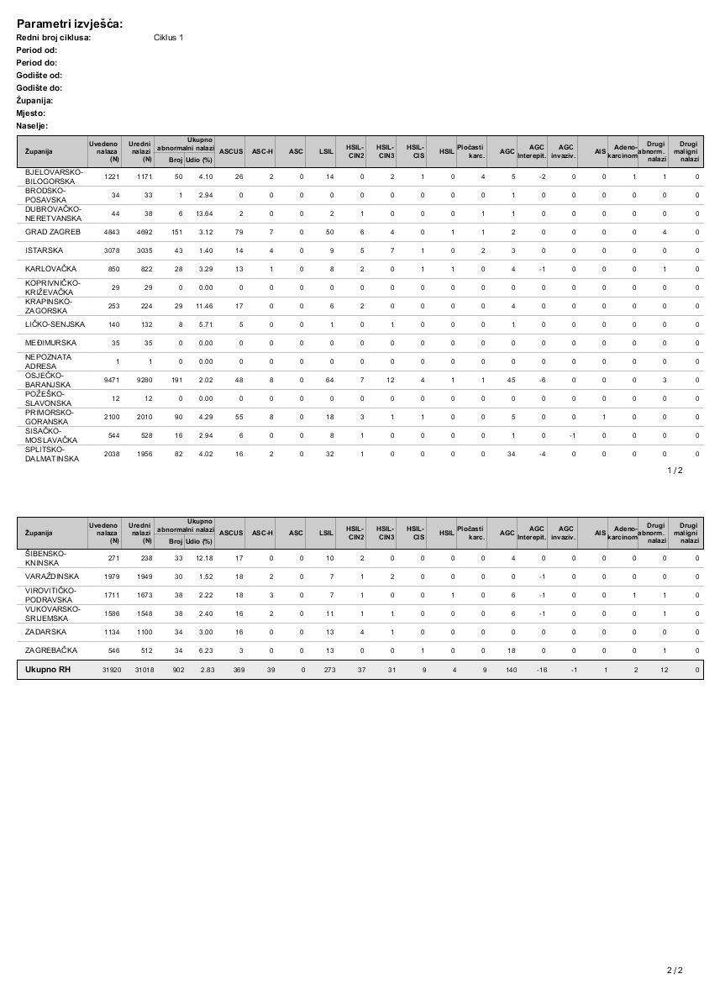 Parametri izvješća:
Redni broj ciklusa: Ciklus 1
Period od:
Period do:
Godište od:
Godište do:
Županija:
Mjesto:
Naselje:
Županija Uvedeno nalaza (N) Uredni nalazi (N) Ukupno abnormalni nalazi Broj Udio (%) ASCUS ASC-H ASC LSIL HSIL-CIN2 HSIL-CIN3 HSIL-CIS HSIL Pločasti karc. AGC AGC Interepit. AGC invaziv. AIS Adeno-karcinom Drugi abnorm. nalazi Drugi maligni nalazi
BJELOVARSKO-BILOGORSKA 1221 1171 50 4.10 26 2 0 14 0 2 1 0 4 5 -2 0 0 1 1 0
BRODSKO-POSAVSKA 34 33 1 2.94 0 0 0 0 0 0 0 0 0 1 0 0 0 0 0 0
DUBROVAČKO-NERETVANSKA 44 38 6 13.64 2 0 0 2 1 0 0 0 1 1 0 0 0 0 0 0
GRAD ZAGREB 4843 4692 151 3.12 79 7 0 50 6 4 0 1 1 2 0 0 0 0 4 0
ISTARSKA 3078 3035 43 1.40 14 4 0 9 5 7 1 0 2 3 0 0 0 0 0 0
KARLOVAČKA 850 822 28 3.29 13 1 0 8 2 0 1 1 0 4 -1 0 0 0 1 0
KOPRIVNIČKO-KRIŽEVAČKA 29 29 0 0.00 0 0 0 0 0 0 0 0 0 0 0 0 0 0 0 0
KRAPINSKO-ZAGORSKA 253 224 29 11.46 17 0 0 6 2 0 0 0 0 4 0 0 0 0 0 0
LIČKO-SENJSKA 140 132 8 5.71 5 0 0 1 0 1 0 0 0 1 0 0 0 0 0 0
MEĐIMURSKA 35 35 0 0.00 0 0 0 0 0 0 0 0 0 0 0 0 0 0 0 0
NEPOZNATA ADRESA 1 1 0 0.00 0 0 0 0 0 0 0 0 0 0 0 0 0 0 0 0
OSJEČKO-BARANJSKA 9471 9280 191 2.02 48 8 0 64 7 12 4 1 1 45 -6 0 0 0 3 0
POŽEŠKO-SLAVONSKA 12 12 0 0.00 0 0 0 0 0 0 0 0 0 0 0 0 0 0 0 0
PRIMORSKO-GORANSKA 2100 2010 90 4.29 55 8 0 18 3 1 1 0 0 5 0 0 1 0 0 0
SISAČKO-MOSLAVAČKA 544 528 16 2.94 6 0 0 8 1 0 0 0 0 1 0 -1 0 0 0 0
SPLITSKO-DALMATINSKA 2038 1956 82 4.02 16 2 0 32 1 0 0 0 0 34 -4 0 0 0 0 0
1 / 2
Županija Uvedeno nalaza (N) Uredni nalazi (N) Ukupno abnormalni nalazi Broj Udio (%) ASCUS ASC-H ASC LSIL HSIL-CIN2 HSIL-CIN3 HSIL-CIS HSIL Pločasti karc. AGC AGC Interepit. AGC invaziv. AIS Adeno-karcinom Drugi abnorm. nalazi Drugi maligni nalazi
ŠIBENSKO-KNINSKA 271 238 33 12.18 17 0 0 10 2 0 0 0 0 4 0 0 0 0 0 0
VARAŽDINSKA 1979 1949 30 1.52 18 2 0 7 1 2 0 0 0 0 -1 0 0 0 0 0
VIROVITIČKO-PODRAVSKA 1711 1673 38 2.22 18 3 0 7 1 0 0 1 0 6 -1 0 0 1 1 0
VUKOVARSKO-SRIJEMSKA 1586 1548 38 2.40 16 2 0 11 1 1 0 0 0 6 -1 0 0 0 1 0
ZADARSKA 1134 1100 34 3.00 16 0 0 13 4 1 0 0 0 0 0 0 0 0 0 0
ZAGREBAČKA 546 512 34 6.23 3 0 0 13 0 0 1 0 0 18 0 0 0 0 1 0
Ukupno RH 31920 31018 902 2.83 369 39 0 273 37 31 9 4 9 140 -16 -1 1 2 12 0
2 / 2